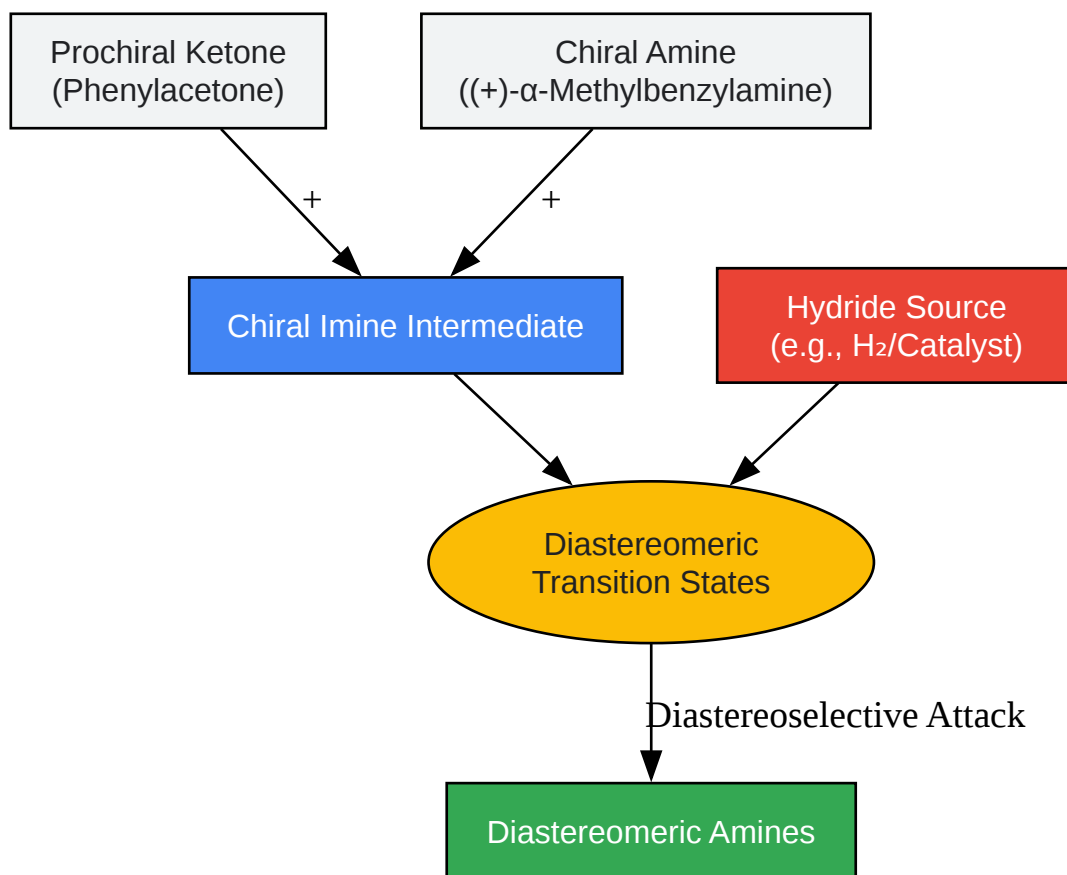 Prochiral Ketone
(Phenylacetone)
Chiral Amine
((+)-α-Methylbenzylamine)
+
+
Chiral Imine Intermediate
Hydride Source
(e.g., H₂/Catalyst)
Diastereomeric
Transition States
Diastereoselective Attack
Diastereomeric Amines